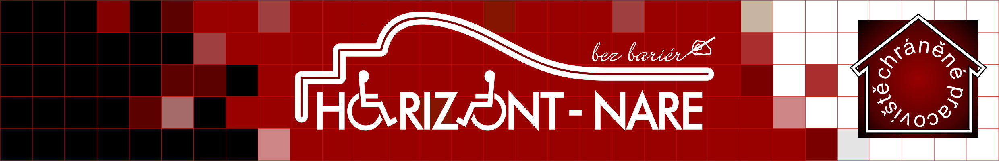 bez bariér
HORIZONT - NARE
chráněné pracoviště